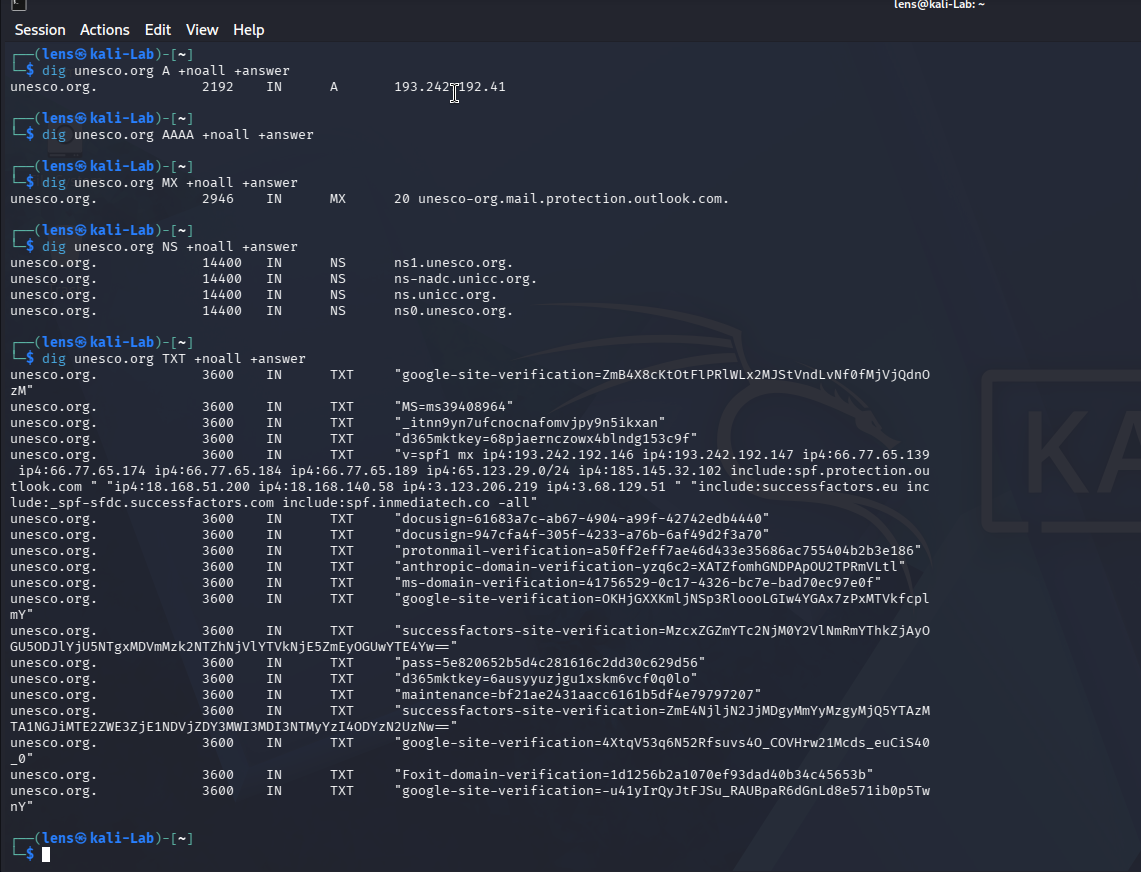 lens@kali-Lab: ~
Session Actions Edit View Help
┌──(lens㉿kali-Lab)-[~]
└─$ dig unesco.org A +noall +answer
unesco.org. 2192 IN A 193.242.192.41
┌──(lens㉿kali-Lab)-[~]
└─$ dig unesco.org AAAA +noall +answer
┌──(lens㉿kali-Lab)-[~]
└─$ dig unesco.org MX +noall +answer
unesco.org. 2946 IN MX 20 unesco-org.mail.protection.outlook.com.
┌──(lens㉿kali-Lab)-[~]
└─$ dig unesco.org NS +noall +answer
unesco.org. 14400 IN NS ns1.unesco.org.
unesco.org. 14400 IN NS ns-nadc.unicc.org.
unesco.org. 14400 IN NS ns.unicc.org.
unesco.org. 14400 IN NS ns0.unesco.org.
┌──(lens㉿kali-Lab)-[~]
└─$ dig unesco.org TXT +noall +answer
unesco.org. 3600 IN TXT "google-site-verification=ZmB4X8cKtOtFlPRlWLx2MJStVndLvNf0fMjVjQdnO
zM"
unesco.org. 3600 IN TXT "MS=ms39408964"
unesco.org. 3600 IN TXT "_itnn9yn7ufcnocnafomvjpy9n5ikxan"
unesco.org. 3600 IN TXT "d365mktkey=68pjaernczowx4blndg153c9f"
unesco.org. 3600 IN TXT "v=spf1 mx ip4:193.242.192.146 ip4:193.242.192.147 ip4:66.77.65.139
ip4:66.77.65.174 ip4:66.77.65.184 ip4:66.77.65.189 ip4:65.123.29.0/24 ip4:185.145.32.102 include:spf.protection.ou
tlook.com " "ip4:18.168.51.200 ip4:18.168.140.58 ip4:3.123.206.219 ip4:3.68.129.51 " "include:successfactors.eu inc
lude:_spf-sfdc.successfactors.com include:spf.inmediatech.co -all"
unesco.org. 3600 IN TXT "docusign=61683a7c-ab67-4904-a99f-42742edb4440"
unesco.org. 3600 IN TXT "docusign=947cfa4f-305f-4233-a76b-6af49d2f3a70"
unesco.org. 3600 IN TXT "protonmail-verification=a50ff2eff7ae46d433e35686ac755404b2b3e186"
unesco.org. 3600 IN TXT "anthropic-domain-verification-yzq6c2=XATZfomhGNDPApOU2TPRmVLtl"
unesco.org. 3600 IN TXT "ms-domain-verification=41756529-0c17-4326-bc7e-bad70ec97e0f"
unesco.org. 3600 IN TXT "google-site-verification=OKHjGXXKmljNSp3RloooLGIw4YGAx7zPxMTVkfcpl
mY"
unesco.org. 3600 IN TXT "successfactors-site-verification=MzcxZGZmYTc2NjM0Y2VlNmRmYThkZjAyO
GU5ODJlYjU5NTgxMDVmMzk2NTZhNjVlYTVkNjE5ZmEyOGUwYTE4Yw=="
unesco.org. 3600 IN TXT "pass=5e820652b5d4c281616c2dd30c629d56"
unesco.org. 3600 IN TXT "d365mktkey=6ausyyuzjgu1xskm6vcf0q0lo"
unesco.org. 3600 IN TXT "maintenance=bf21ae2431aacc6161b5df4e79797207"
unesco.org. 3600 IN TXT "successfactors-site-verification=ZmE4NjljN2JjMDgyMmYyMzgyMjQ5YTAzM
TA1NGJiMTE2ZWE3ZjE1NDVjZDY3MWI3MDI3NTMyYzI4ODYzN2UzNw=="
unesco.org. 3600 IN TXT "google-site-verification=4XtqV53q6N52Rfsuvs4O_COVHrw21Mcds_euCiS40
_0"
unesco.org. 3600 IN TXT "Foxit-domain-verification=1d1256b2a1070ef93dad40b34c45653b"
unesco.org. 3600 IN TXT "google-site-verification=-u41yIrQyJtFJSu_RAUBpaR6dGnLd8e571ib0p5Tw
nY"
┌──(lens㉿kali-Lab)-[~]
└─$
KA